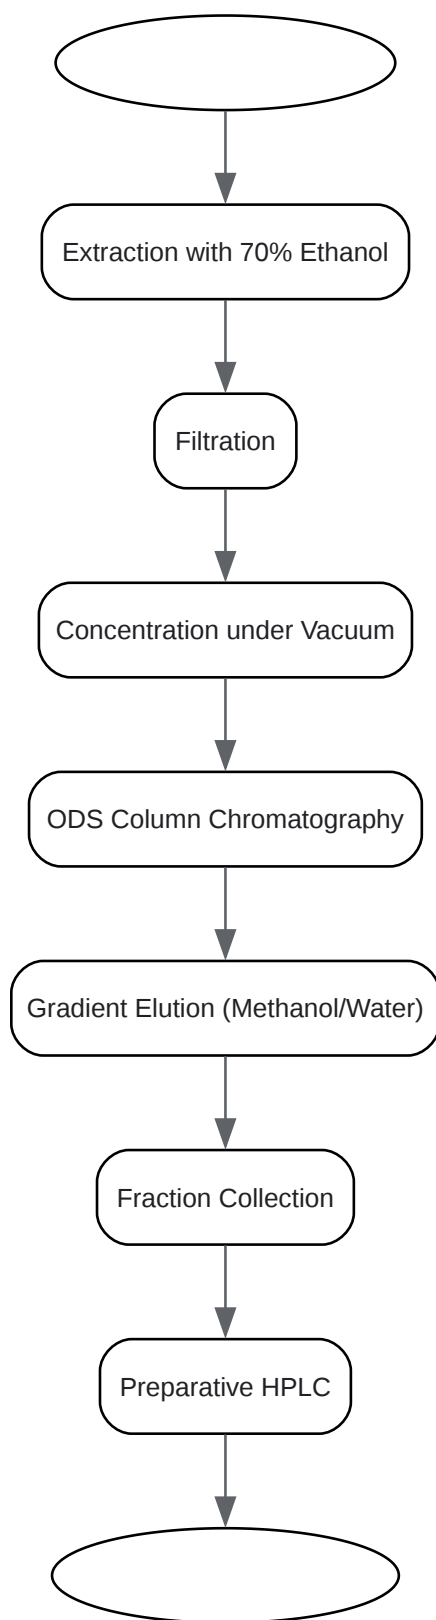 Extraction with 70% Ethanol
Filtration
Concentration under Vacuum
ODS Column Chromatography
Gradient Elution (Methanol/Water)
Fraction Collection
Preparative HPLC